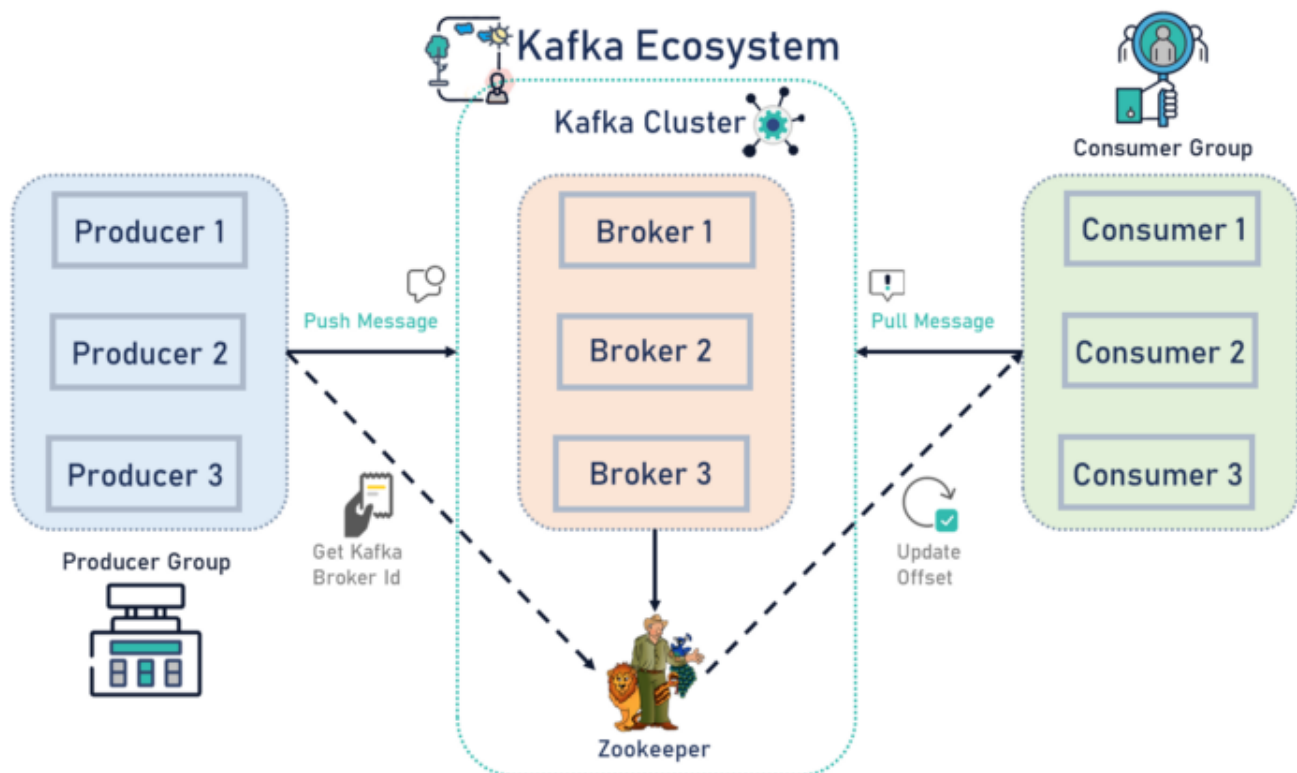 Kafka Ecosystem
Kafka Cluster
Consumer Group
Producer 1
Producer 2
Producer 3
Producer Group
Push Message
Get Kafka
Broker Id
Broker 1
Broker 2
Broker 3
Zookeeper
Pull Message
Update
Offset
Consumer 1
Consumer 2
Consumer 3